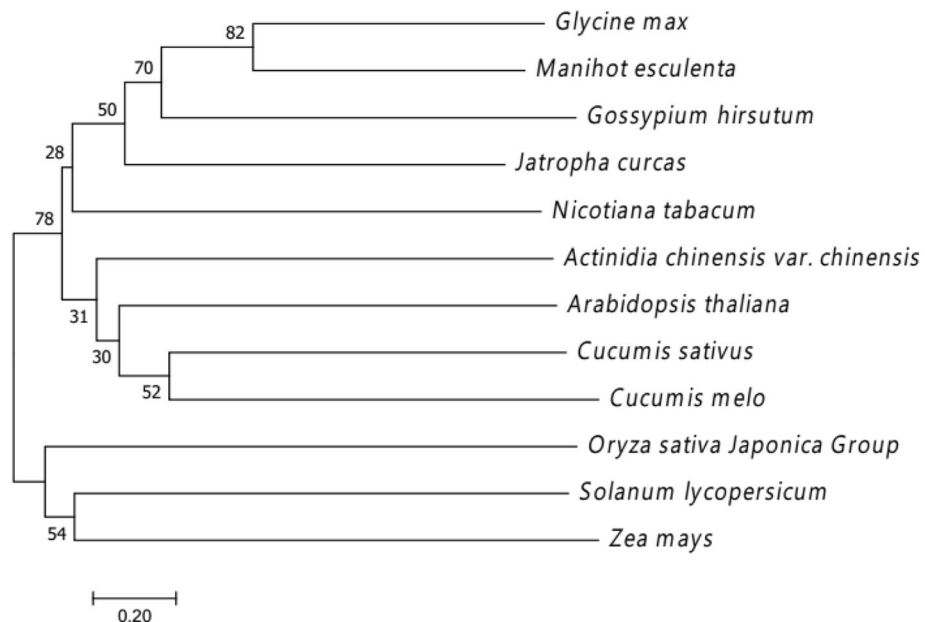 82
Glycine max
70
Manihot esculenta
50
Gossypium hirsutum
28
Jatropha curcas
78
Nicotiana tabacum
Actinidia chinensis var. chinensis
31
Arabidopsis thaliana
30
Cucumis sativus
52
Cucumis melo
Oryza sativa Japonica Group
Solanum lycopersicum
54
Zea mays
0.20